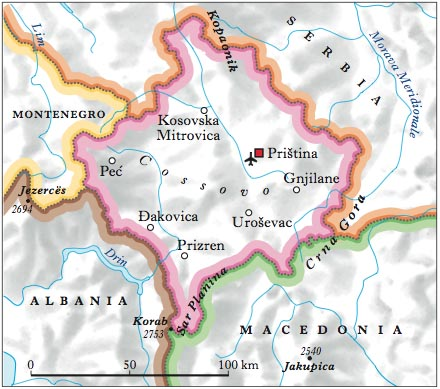 Lim
Kopaonik
SERBIA
Morava Meridionale
MONTENEGRO
Kosovska
Mitrovica
Priština
Peć
Cossovo
Gnjilane
Jezercës
2694
Đakovica
Uroševac
Crna Gora
Drin
Prizren
Šar Planina
ALBANIA
Korab
2753
MACEDONIA
2540
Jakupica
0 50 100 km